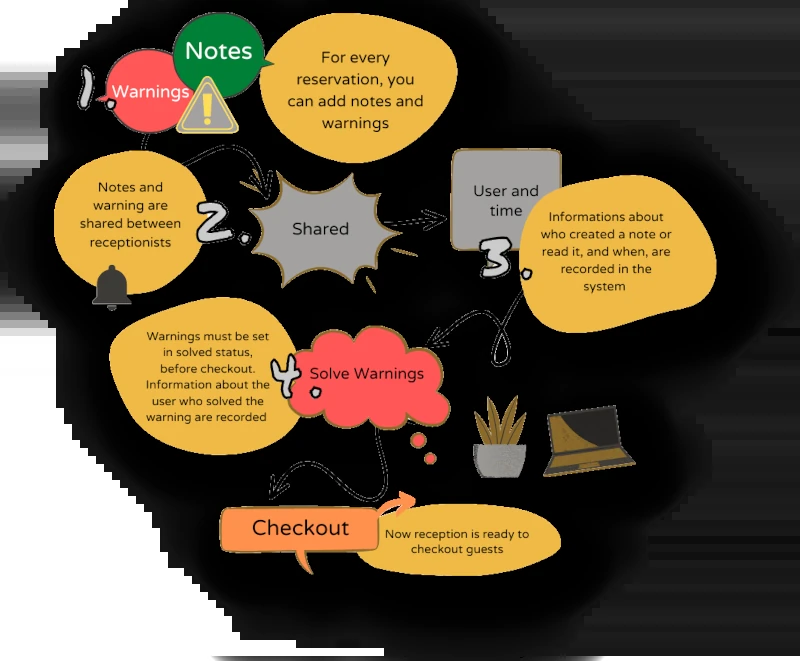 1.
Warnings
Notes
For every
reservation, you
can add notes and
warnings
Notes and
warning are
shared between
receptionists
2.
Shared
User and
time
3.
Informations about
who created a note or
read it, and when, are
recorded in the
system
Warnings must be set
in solved status,
before checkout.
Information about the
user who solved the
warning are recorded
4.
Solve Warnings
Checkout
Now reception is ready to
checkout guests